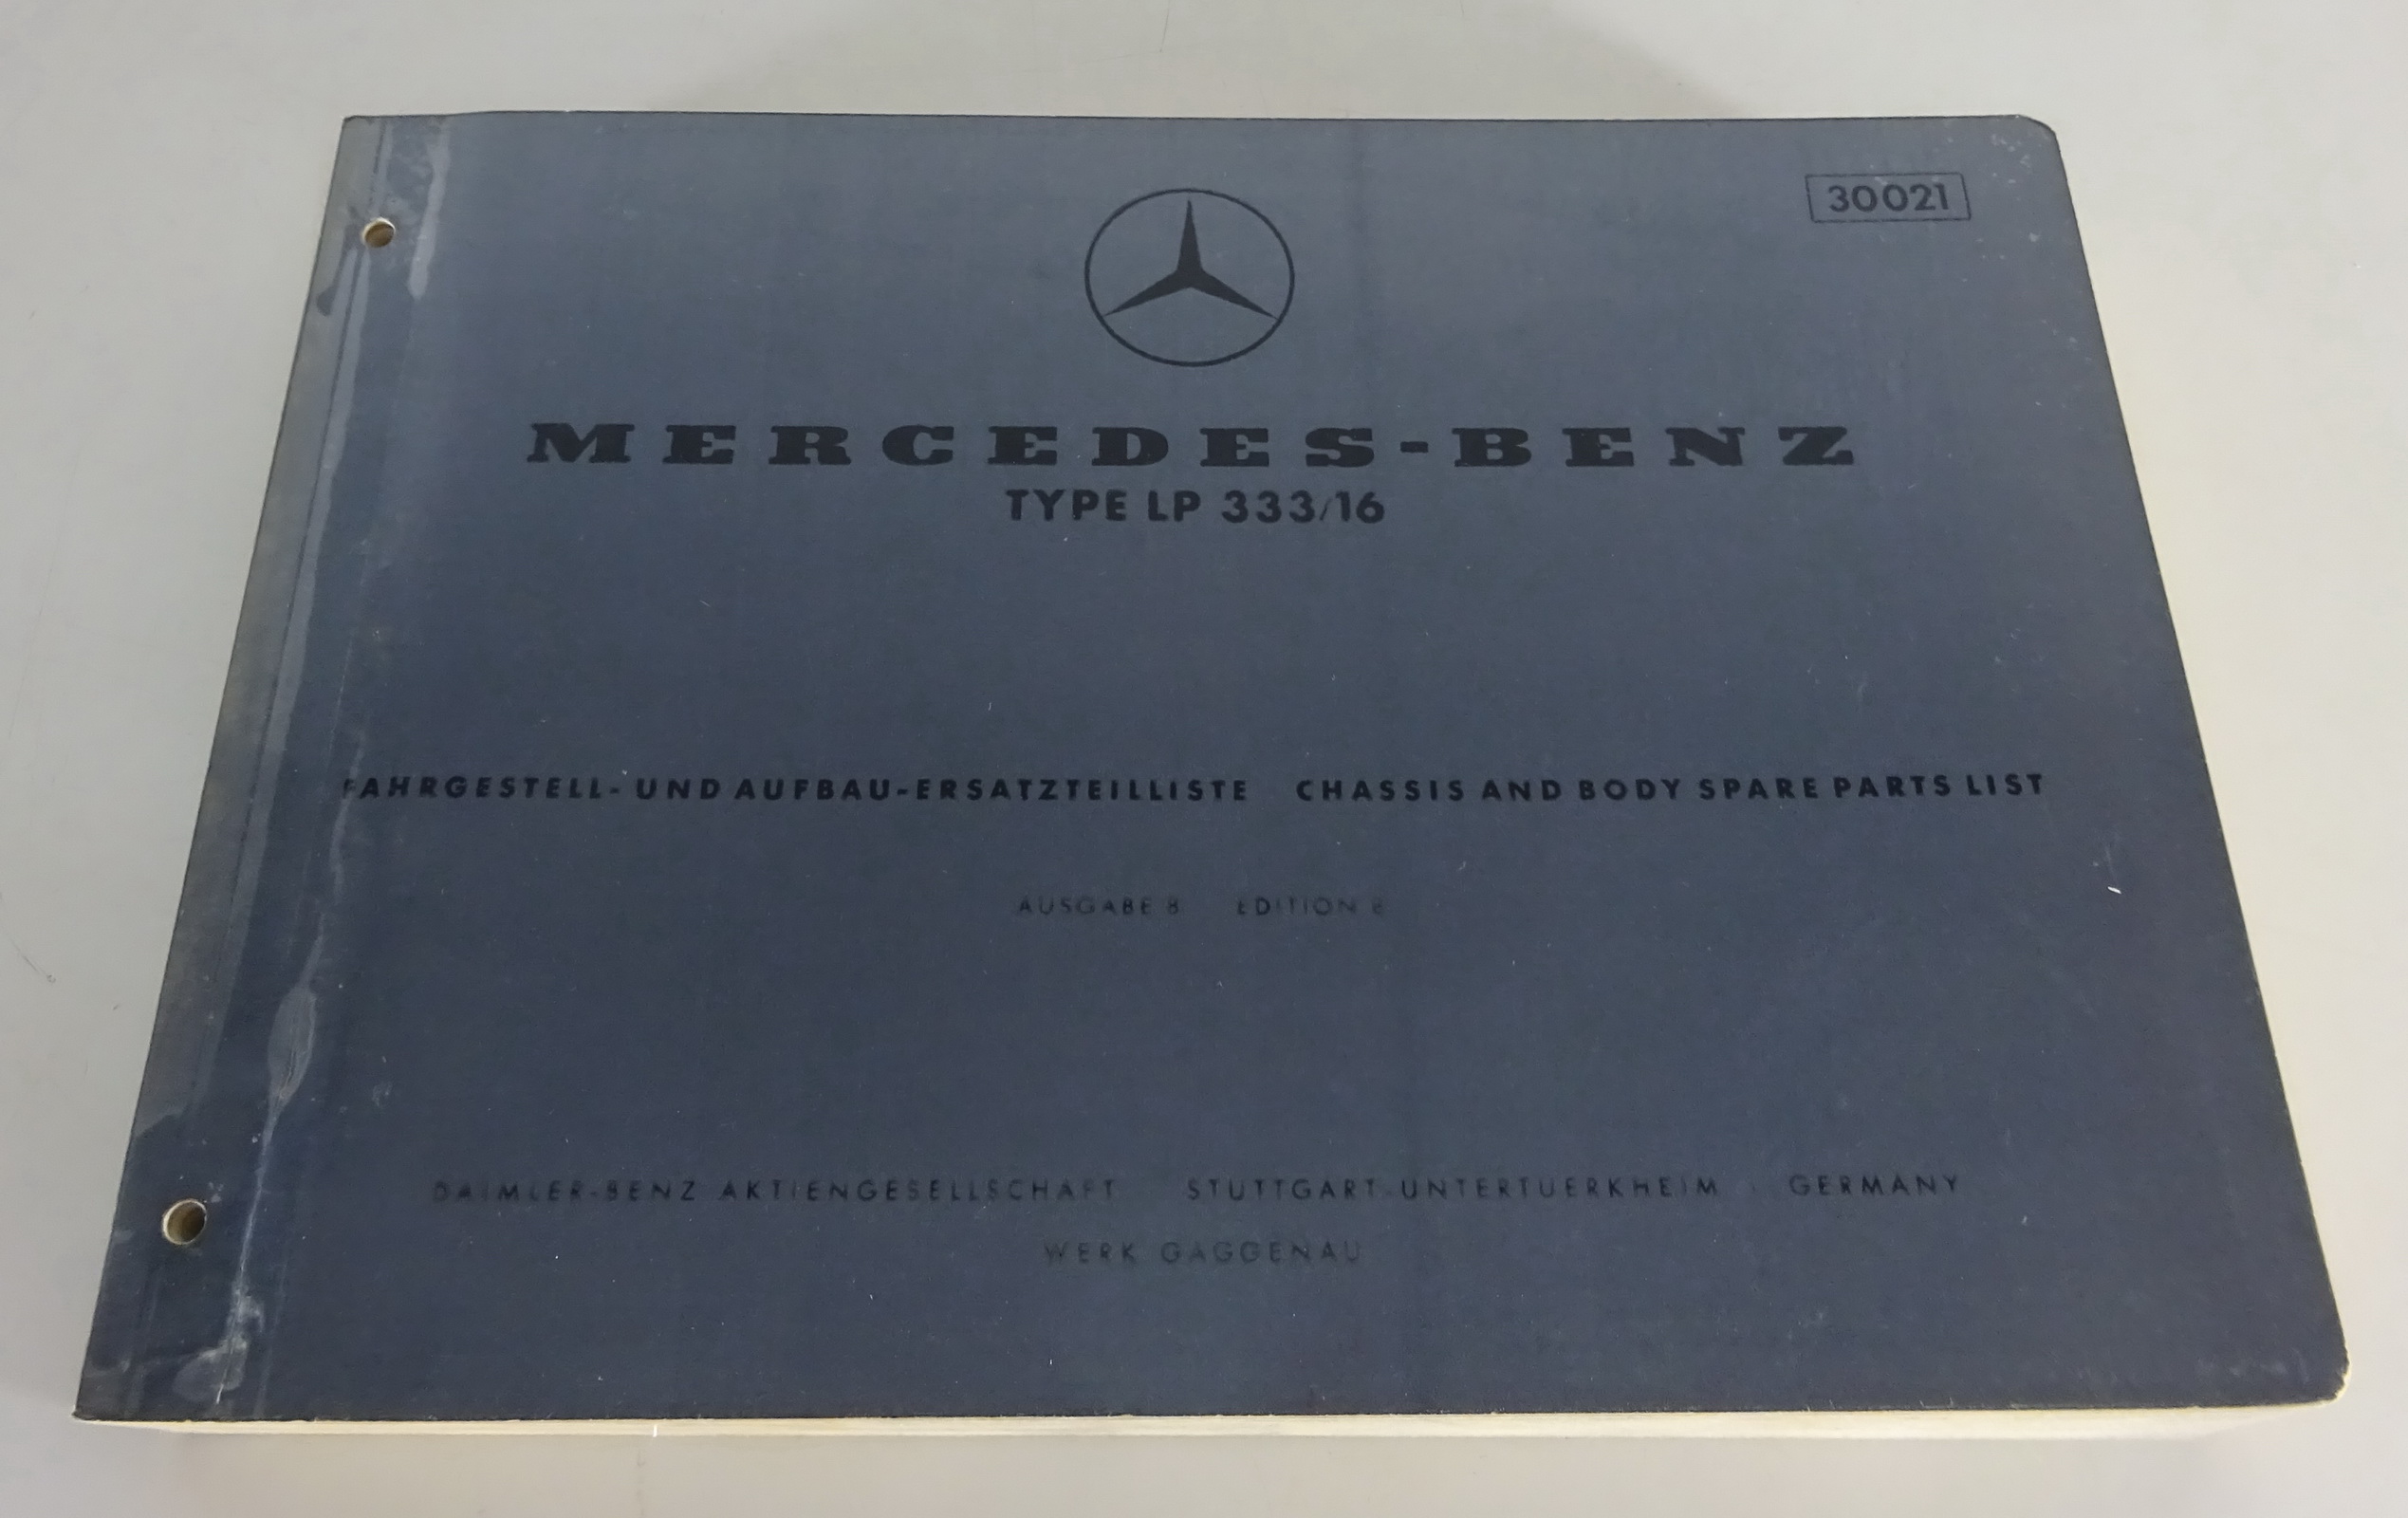 30021
MERCEDES-BENZ
TYPE LP 333/16
FAHRGESTELL- UND AUFBAU-ERSATZTEILLISTE CHASSIS AND BODY SPARE PARTS LIST
AUSGABE 8 EDITION 8
DAIMLER-BENZ AKTIENGESELLSCHAFT STUTTGART-UNTERTUERKHEIM · GERMANY
WERK GAGGENAU